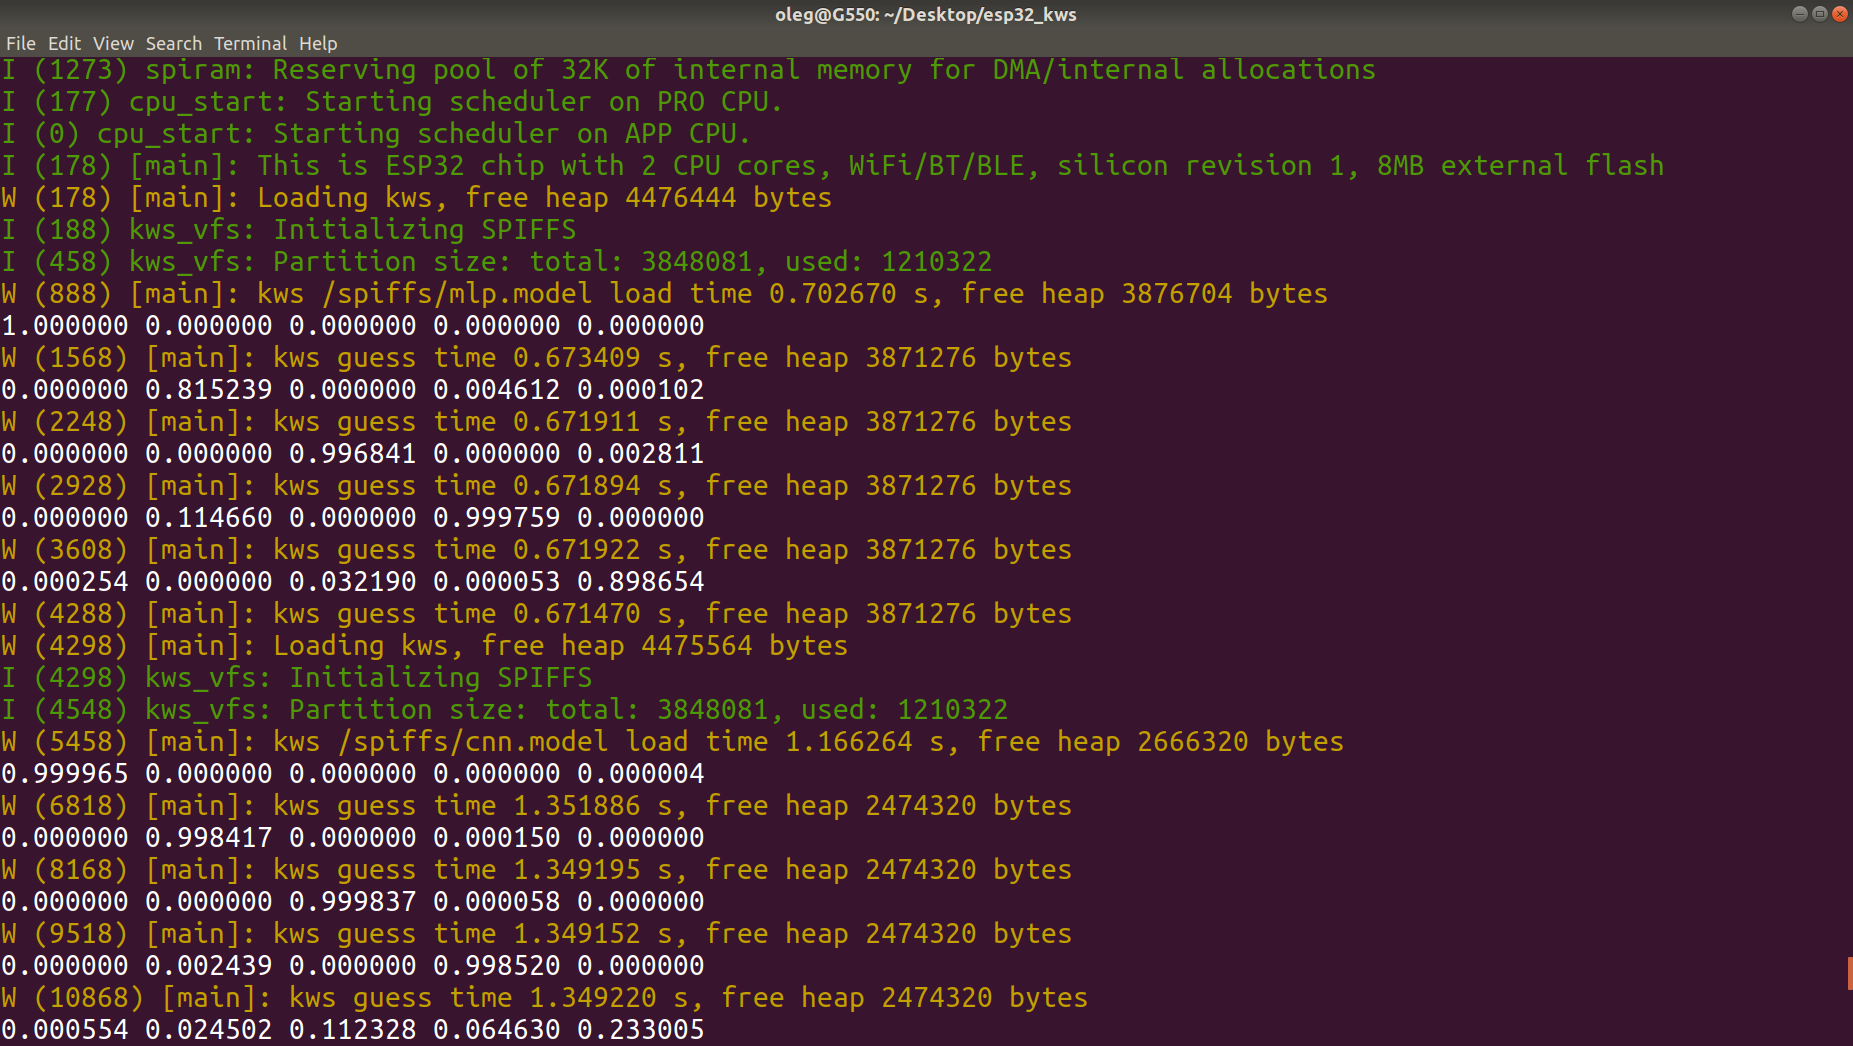 oleg@G550: ~/Desktop/esp32_kws
File Edit View Search Terminal Help
I (1273) spiram: Reserving pool of 32K of internal memory for DMA/internal allocations
I (177) cpu_start: Starting scheduler on PRO CPU.
I (0) cpu_start: Starting scheduler on APP CPU.
I (178) [main]: This is ESP32 chip with 2 CPU cores, WiFi/BT/BLE, silicon revision 1, 8MB external flash
W (178) [main]: Loading kws, free heap 4476444 bytes
I (188) kws_vfs: Initializing SPIFFS
I (458) kws_vfs: Partition size: total: 3848081, used: 1210322
W (888) [main]: kws /spiffs/mlp.model load time 0.702670 s, free heap 3876704 bytes
1.000000 0.000000 0.000000 0.000000 0.000000
W (1568) [main]: kws guess time 0.673409 s, free heap 3871276 bytes
0.000000 0.815239 0.000000 0.004612 0.000102
W (2248) [main]: kws guess time 0.671911 s, free heap 3871276 bytes
0.000000 0.000000 0.996841 0.000000 0.002811
W (2928) [main]: kws guess time 0.671894 s, free heap 3871276 bytes
0.000000 0.114660 0.000000 0.999759 0.000000
W (3608) [main]: kws guess time 0.671922 s, free heap 3871276 bytes
0.000254 0.000000 0.032190 0.000053 0.898654
W (4288) [main]: kws guess time 0.671470 s, free heap 3871276 bytes
W (4298) [main]: Loading kws, free heap 4475564 bytes
I (4298) kws_vfs: Initializing SPIFFS
I (4548) kws_vfs: Partition size: total: 3848081, used: 1210322
W (5458) [main]: kws /spiffs/cnn.model load time 1.166264 s, free heap 2666320 bytes
0.999965 0.000000 0.000000 0.000000 0.000004
W (6818) [main]: kws guess time 1.351886 s, free heap 2474320 bytes
0.000000 0.998417 0.000000 0.000150 0.000000
W (8168) [main]: kws guess time 1.349195 s, free heap 2474320 bytes
0.000000 0.000000 0.999837 0.000058 0.000000
W (9518) [main]: kws guess time 1.349152 s, free heap 2474320 bytes
0.000000 0.002439 0.000000 0.998520 0.000000
W (10868) [main]: kws guess time 1.349220 s, free heap 2474320 bytes
0.000554 0.024502 0.112328 0.064630 0.233005